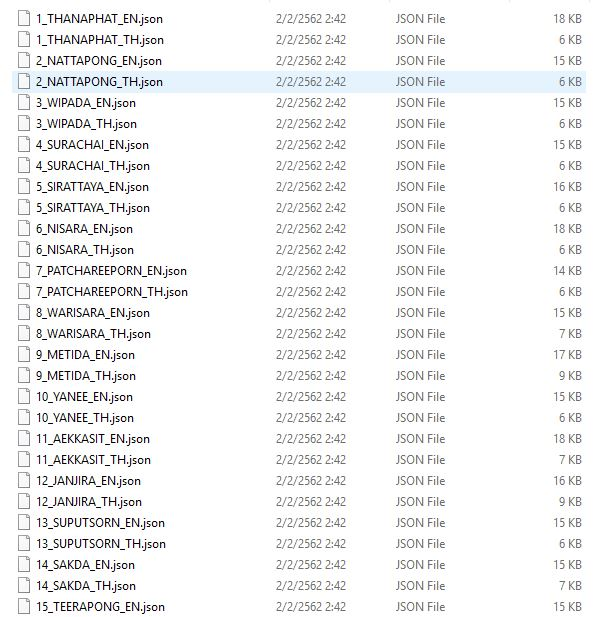 1_THANAPHAT_EN.json 2/2/2562 2:42 JSON File 18 KB
1_THANAPHAT_TH.json 2/2/2562 2:42 JSON File 6 KB
2_NATTAPONG_EN.json 2/2/2562 2:42 JSON File 15 KB
2_NATTAPONG_TH.json 2/2/2562 2:42 JSON File 6 KB
3_WIPADA_EN.json 2/2/2562 2:42 JSON File 15 KB
3_WIPADA_TH.json 2/2/2562 2:42 JSON File 6 KB
4_SURACHAI_EN.json 2/2/2562 2:42 JSON File 15 KB
4_SURACHAI_TH.json 2/2/2562 2:42 JSON File 6 KB
5_SIRATTAYA_EN.json 2/2/2562 2:42 JSON File 16 KB
5_SIRATTAYA_TH.json 2/2/2562 2:42 JSON File 6 KB
6_NISARA_EN.json 2/2/2562 2:42 JSON File 18 KB
6_NISARA_TH.json 2/2/2562 2:42 JSON File 6 KB
7_PATCHAREEPORN_EN.json 2/2/2562 2:42 JSON File 14 KB
7_PATCHAREEPORN_TH.json 2/2/2562 2:42 JSON File 6 KB
8_WARISARA_EN.json 2/2/2562 2:42 JSON File 15 KB
8_WARISARA_TH.json 2/2/2562 2:42 JSON File 7 KB
9_METIDA_EN.json 2/2/2562 2:42 JSON File 17 KB
9_METIDA_TH.json 2/2/2562 2:42 JSON File 9 KB
10_YANEE_EN.json 2/2/2562 2:42 JSON File 15 KB
10_YANEE_TH.json 2/2/2562 2:42 JSON File 6 KB
11_AEKKASIT_EN.json 2/2/2562 2:42 JSON File 18 KB
11_AEKKASIT_TH.json 2/2/2562 2:42 JSON File 7 KB
12_JANJIRA_EN.json 2/2/2562 2:42 JSON File 16 KB
12_JANJIRA_TH.json 2/2/2562 2:42 JSON File 9 KB
13_SUPUTSORN_EN.json 2/2/2562 2:42 JSON File 15 KB
13_SUPUTSORN_TH.json 2/2/2562 2:42 JSON File 6 KB
14_SAKDA_EN.json 2/2/2562 2:42 JSON File 15 KB
14_SAKDA_TH.json 2/2/2562 2:42 JSON File 7 KB
15_TEERAPONG_EN.json 2/2/2562 2:42 JSON File 15 KB